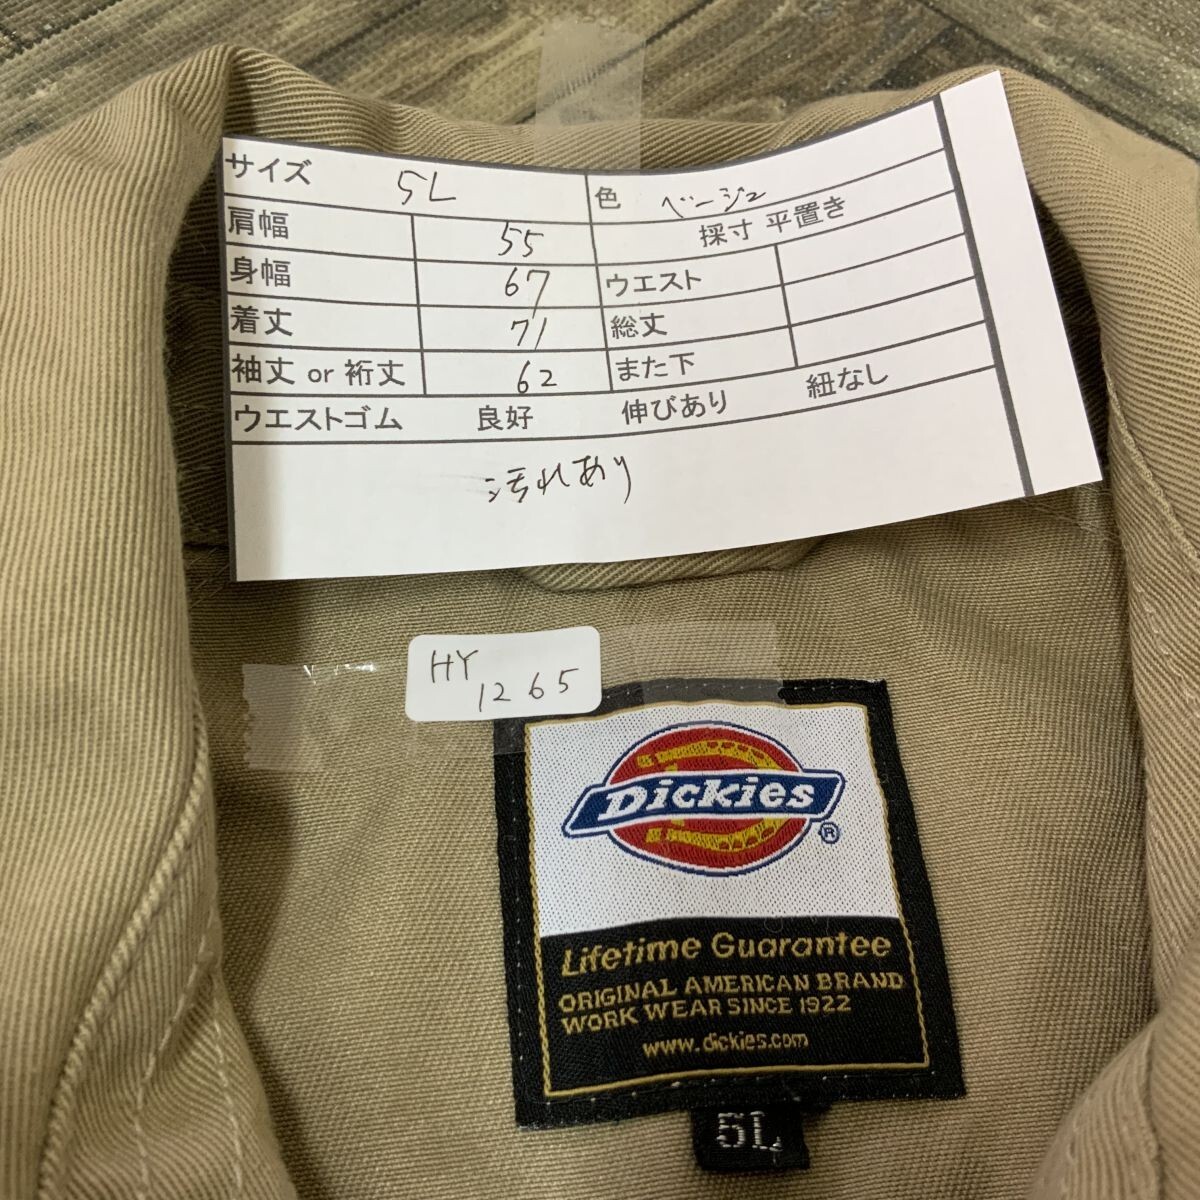 サイズ 5L 色 ベージュ
肩幅 55 採寸 平置き
身幅 67 ウエスト
着丈 71 総丈
袖丈 or 裄丈 62 また下
ウエストゴム 良好 伸びあり 紐なし
汚れあり
HY
1265
Dickies®
Lifetime Guarantee
ORIGINAL AMERICAN BRAND
WORK WEAR SINCE 1922
www.dickies.com
5L